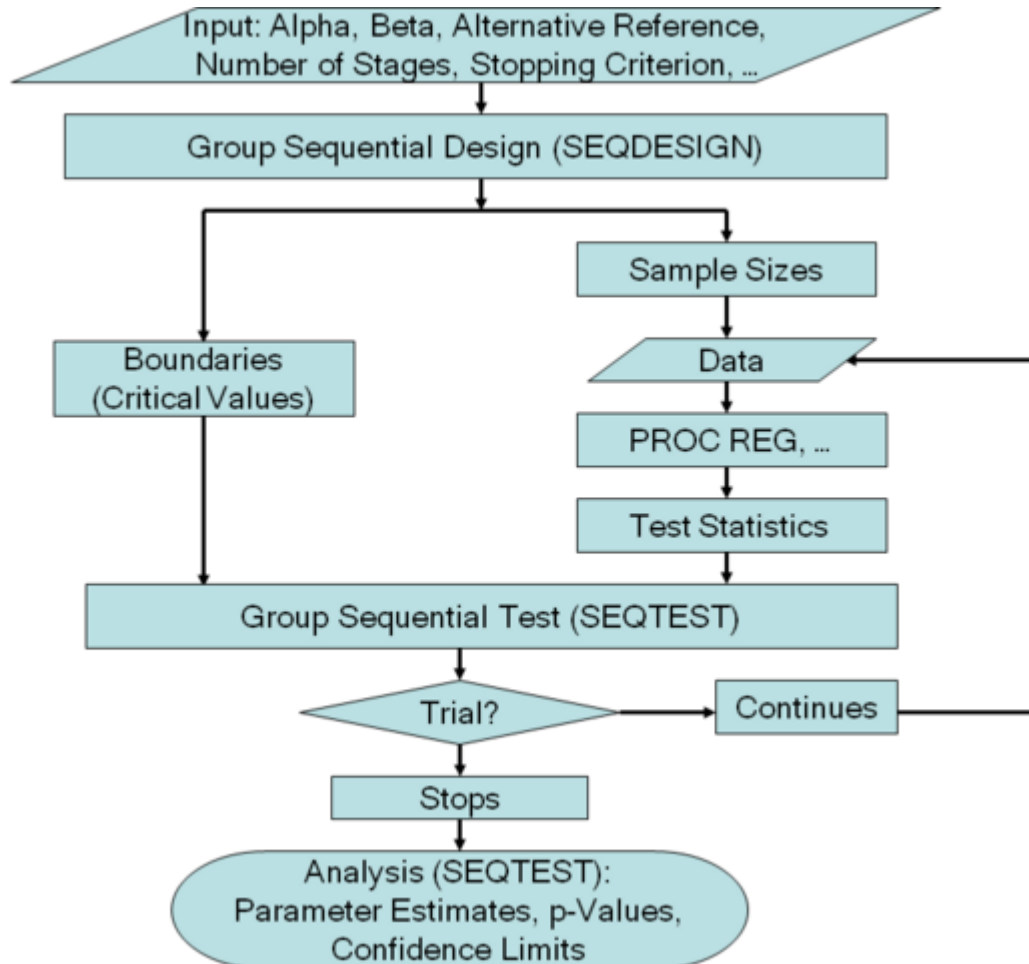 Input: Alpha, Beta, Alternative Reference,
Number of Stages, Stopping Criterion, ...
Group Sequential Design (SEQDESIGN)
Sample Sizes
Boundaries
(Critical Values)
Data
PROC REG, ...
Test Statistics
Group Sequential Test (SEQTEST)
Trial?
Continues
Stops
Analysis (SEQTEST):
Parameter Estimates, p-Values,
Confidence Limits